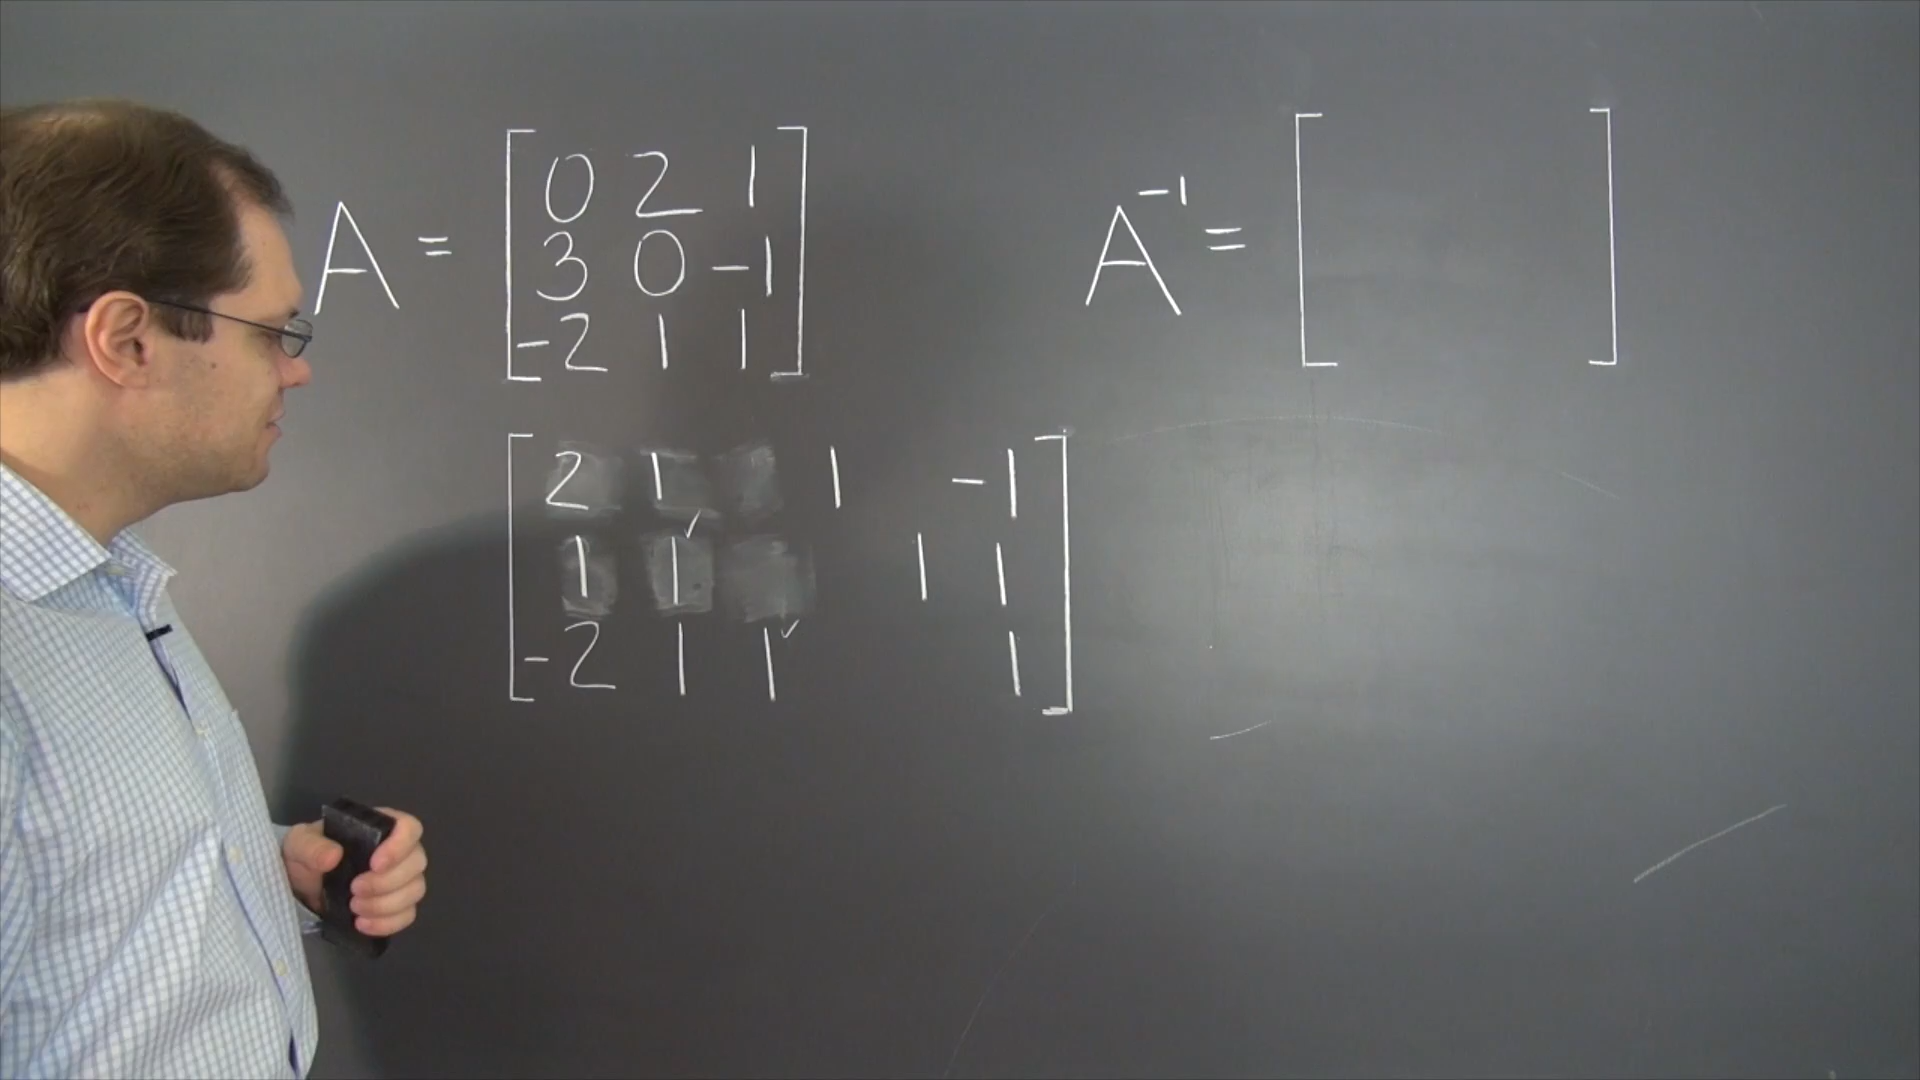 A = [ 0 2 1
3 0 -1
-2 1 1 ]
A⁻¹ = [ ]
[ 2 1 1 -1
1 1✓ 1 1
-2 1 1✓ 1 ]